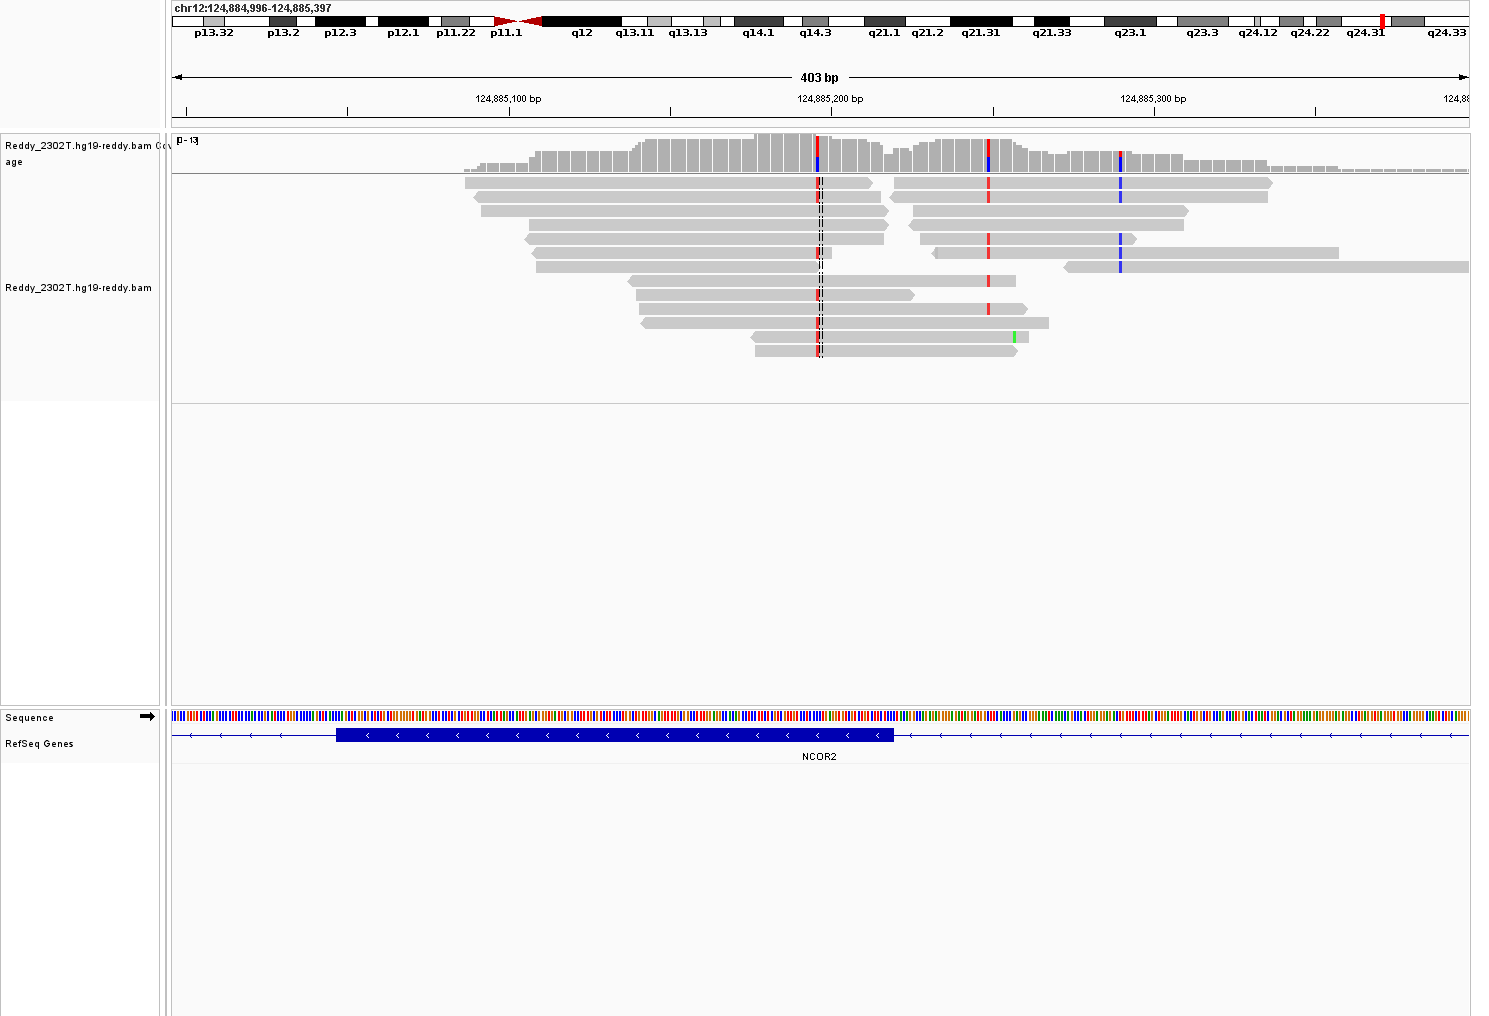 chr12:124,884,996-124,885,397
p13.32 p13.2 p12.3 p12.1 p11.22 p11.1 q12 q13.11 q13.13 q14.1 q14.3 q21.1 q21.2 q21.31 q21.33 q23.1 q23.3 q24.12 q24.22 q24.31 q24.33
403 bp
124,885,100 bp 124,885,200 bp 124,885,300 bp 124,88
Reddy_2302T.hg19-reddy.bam Cov
age
[0 - 13]
Reddy_2302T.hg19-reddy.bam
Sequence
RefSeq Genes
NCOR2